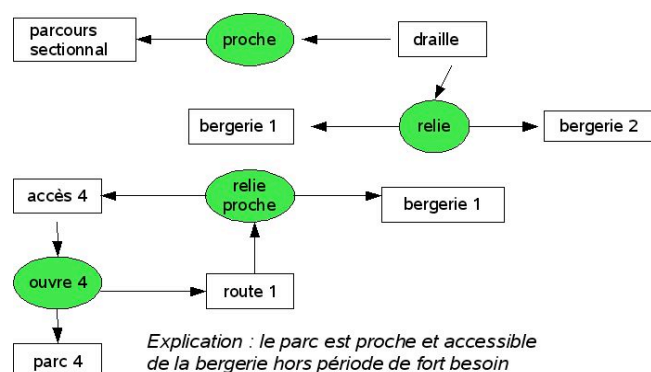 parcours
sectionnal
proche
draille
bergerie 1
relie
bergerie 2
accès 4
relie
proche
bergerie 1
ouvre 4
route 1
parc 4
Explication : le parc est proche et accessible
de la bergerie hors période de fort besoin